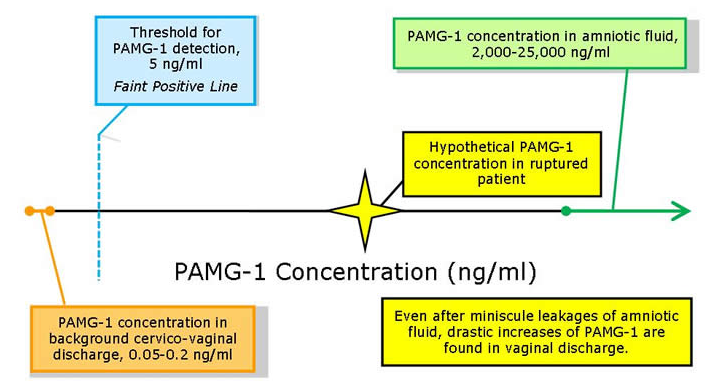 Threshold for
PAMG-1 detection,
5 ng/ml
Faint Positive Line
PAMG-1 concentration in amniotic fluid,
2,000-25,000 ng/ml
Hypothetical PAMG-1
concentration in ruptured
patient
PAMG-1 Concentration (ng/ml)
PAMG-1 concentration in
background cervico-vaginal
discharge, 0.05-0.2 ng/ml
Even after miniscule leakages of amniotic
fluid, drastic increases of PAMG-1 are
found in vaginal discharge.